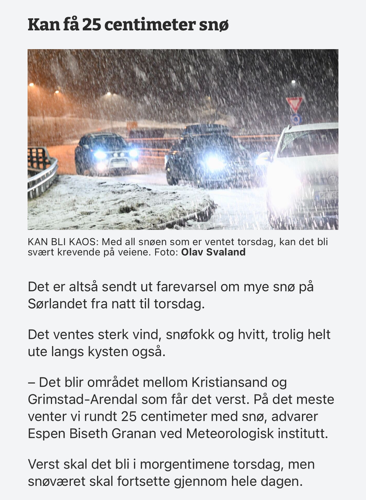 Kan få 25 centimeter snø
KAN BLI KAOS: Med all snøen som er ventet torsdag, kan det bli
svært krevende på veiene. Foto: Olav Svaland
Det er altså sendt ut farevarsel om mye snø på
Sørlandet fra natt til torsdag.
Det ventes sterk vind, snøfokk og hvitt, trolig helt
ute langs kysten også.
– Det blir området mellom Kristiansand og
Grimstad-Arendal som får det verst. På det meste
venter vi rundt 25 centimeter med snø, advarer
Espen Biseth Granan ved Meteorologisk institutt.
Verst skal det bli i morgentimene torsdag, men
snøværet skal fortsette gjennom hele dagen.